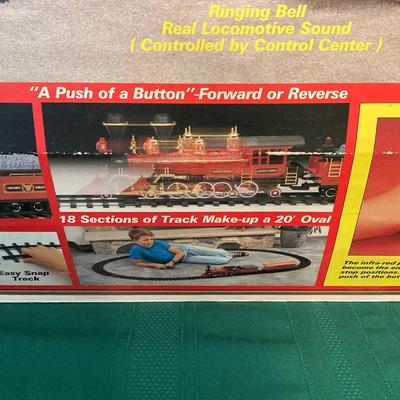 Ringing Bell
Real Locomotive Sound
( Controlled by Control Center )
"A Push of a Button"-Forward or Reverse
18 Sections of Track Make-up a 20' Oval
Easy Snap
Track
The infra-red
become the
stop positions.
push of the